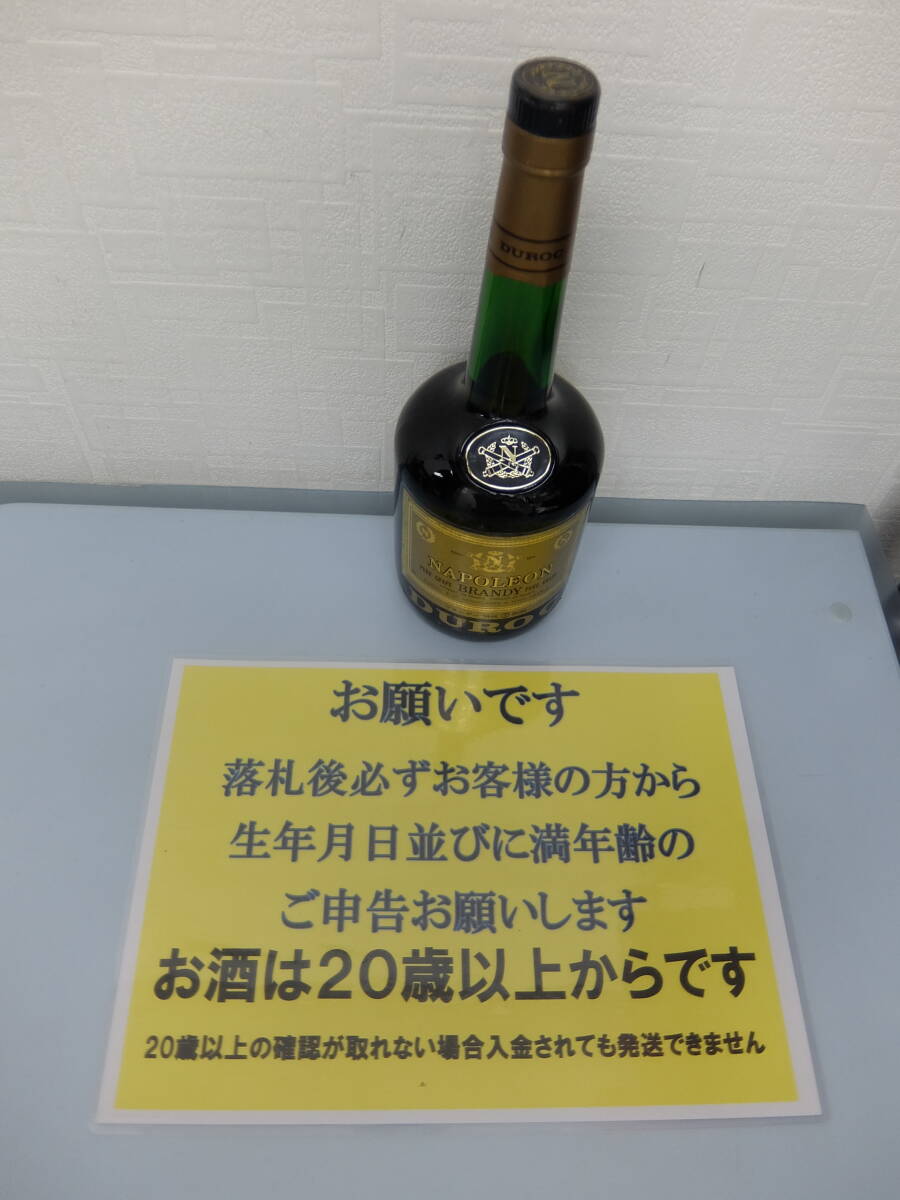 DUROC
N
NAPOLEON
BRANDY
DUROC
お願いです
落札後必ずお客様の方から
生年月日並びに満年齢の
ご申告お願いします
お酒は20歳以上からです
20歳以上の確認が取れない場合入金されても発送できません